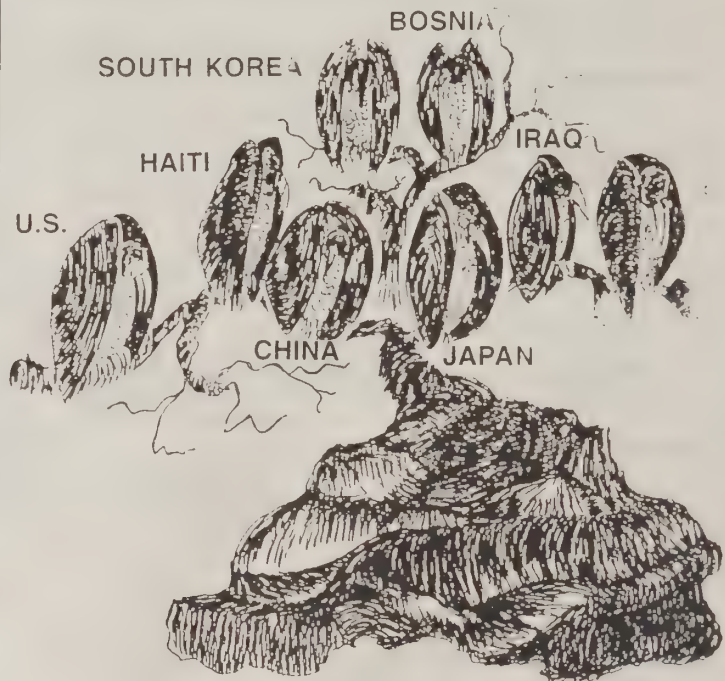 BOSNIA
SOUTH KOREA
IRAQ
HAITI
U.S.
CHINA
JAPAN